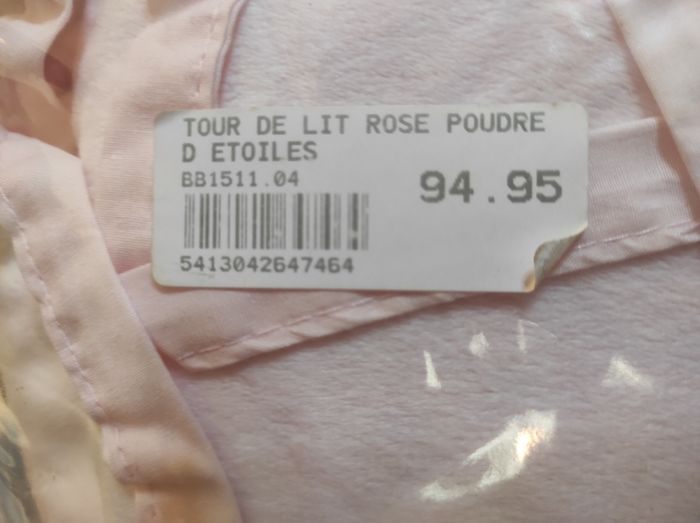 TOUR DE LIT ROSE POUDRE
D ETOILES
BB1511.04
94.95
5413042647464